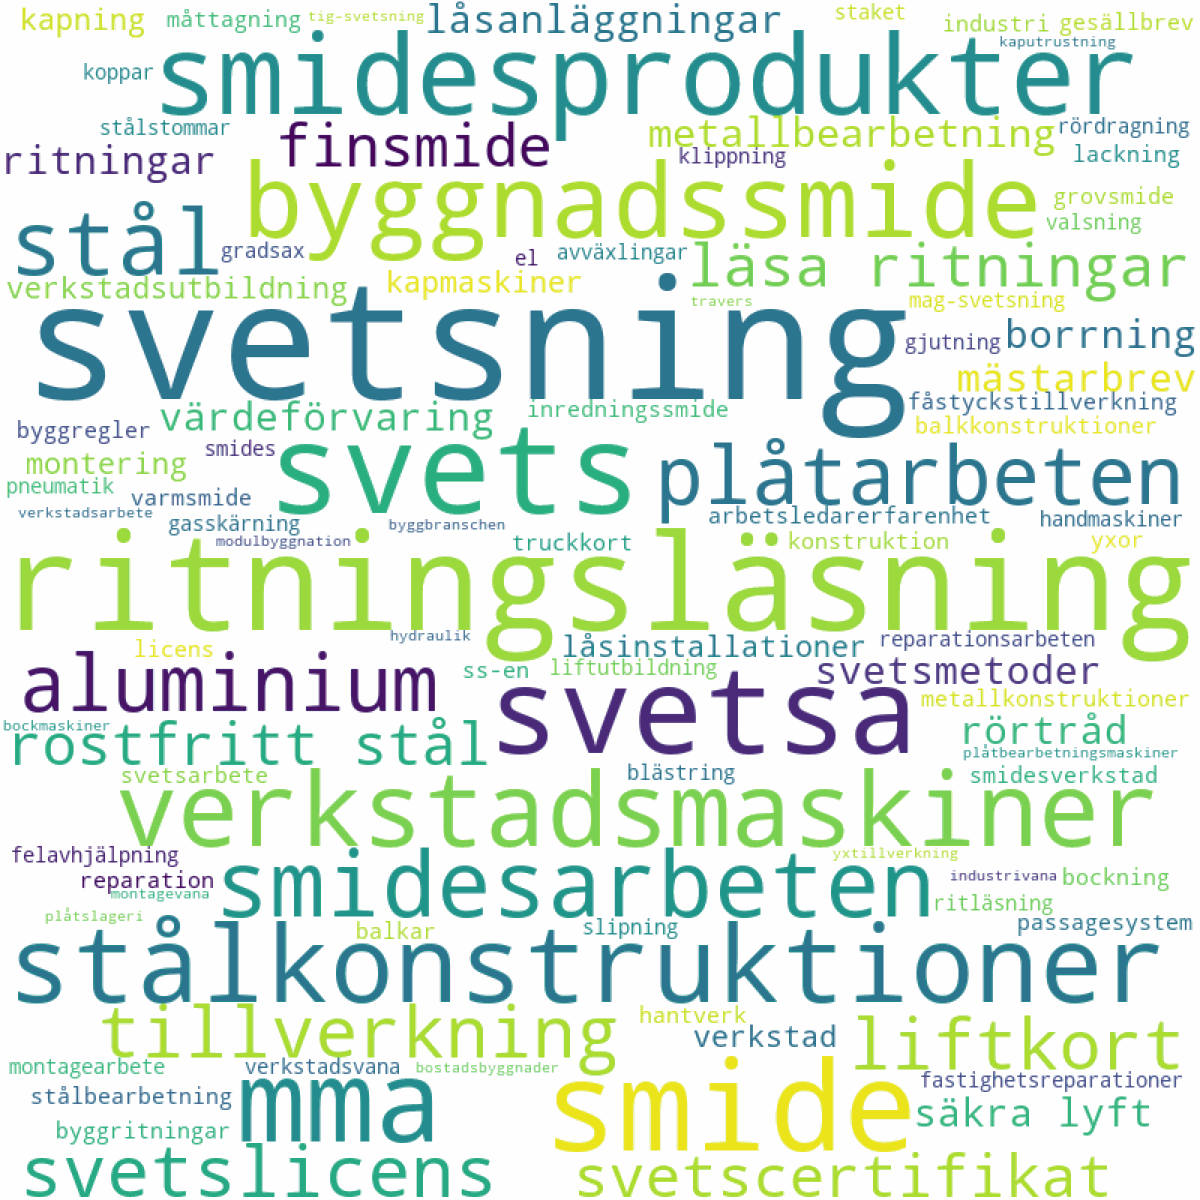 kapning måttagning tig-svetsning låsanläggningar staket industri gesällbrev
koppar smidesprodukter kaputrustning
stålstommar finsmide metallbearbetning rördragning
ritningar klippning lackning
byggnadssmide grovsmide
stål gradsax el avväxlingar läsa ritningar valsning
verkstadsutbildning kapmaskiner travers mag-svetsning
svetsning gjutning borrning
mästarbrev
värdeförvaring inredningssmide fåstyckstillverkning
byggregler smides balkkonstruktioner
montering svets plåtarbeten
pneumatik varmsmide
verkstadsarbete gasskärning byggbranschen arbetsledarerfarenhet handmaskiner
modulbyggnation truckkort konstruktion yxor
ritningsläsning
licens hydraulik låsinstallationer reparationsarbeten
aluminium ss-en liftutbildning svetsmetoder
svetsa metallkonstruktioner
bockmaskiner rostfritt stål rörtråd
plåtbearbetningsmaskiner
svetsarbete blästring smidesverkstad
verkstadsmaskiner
felavhjälpning yxtillverkning
reparation smidesarbeten industrivana bockning
montagevana ritläsning
plåtslageri balkar slipning passagesystem
stålkonstruktioner
tillverkning hantverk verkstad liftkort
montagearbete verkstadsvana bostadsbyggnader
stålbearbetning mma smide fastighetsreparationer
byggritningar säkra lyft
svetslicens svetscertifikat